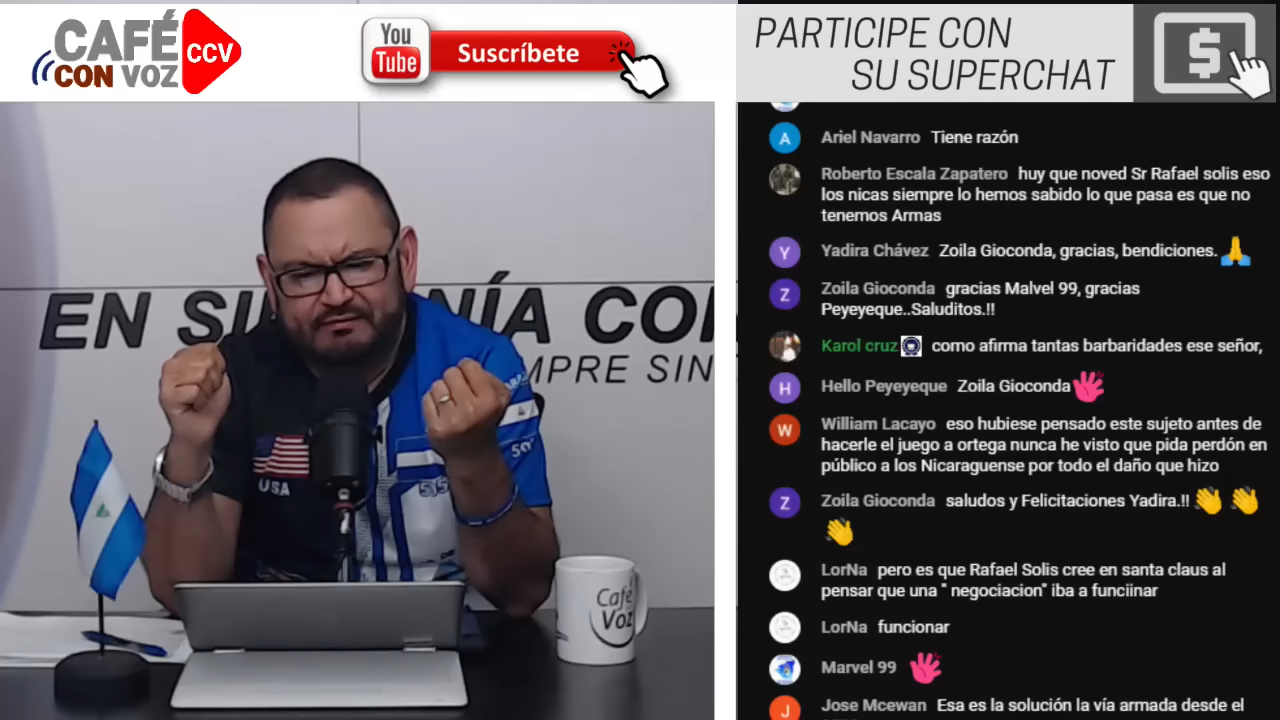 CAFÉ
CON VOZ
CCV
You
Tube
Suscríbete
PARTICIPE CON
SU SUPERCHAT
$
EN SI
NÍA CO
MPRE SIN
USA
Café
Voz
Ariel Navarro Tiene razón
Roberto Escala Zapatero huy que noved Sr Rafael solis eso
los nicas siempre lo hemos sabido lo que pasa es que no
tenemos Armas
Yadira Chávez Zoila Gioconda, gracias, bendiciones. 🙏
Zoila Gioconda gracias Malvel 99, gracias
Peyeyeque..Saluditos.!!
Karol cruz como afirma tantas barbaridades ese señor,
Hello Peyeyeque Zoila Gioconda
William Lacayo eso hubiese pensado este sujeto antes de
hacerle el juego a ortega nunca he visto que pida perdón en
público a los Nicaraguense por todo el daño que hizo
Zoila Gioconda saludos y Felicitaciones Yadira.!! 👏 👏
👏
LorNa pero es que Rafael Solis cree en santa claus al
pensar que una " negociacion" iba a funciinar
LorNa funcionar
Marvel 99
Jose Mcewan Esa es la solución la vía armada desde el